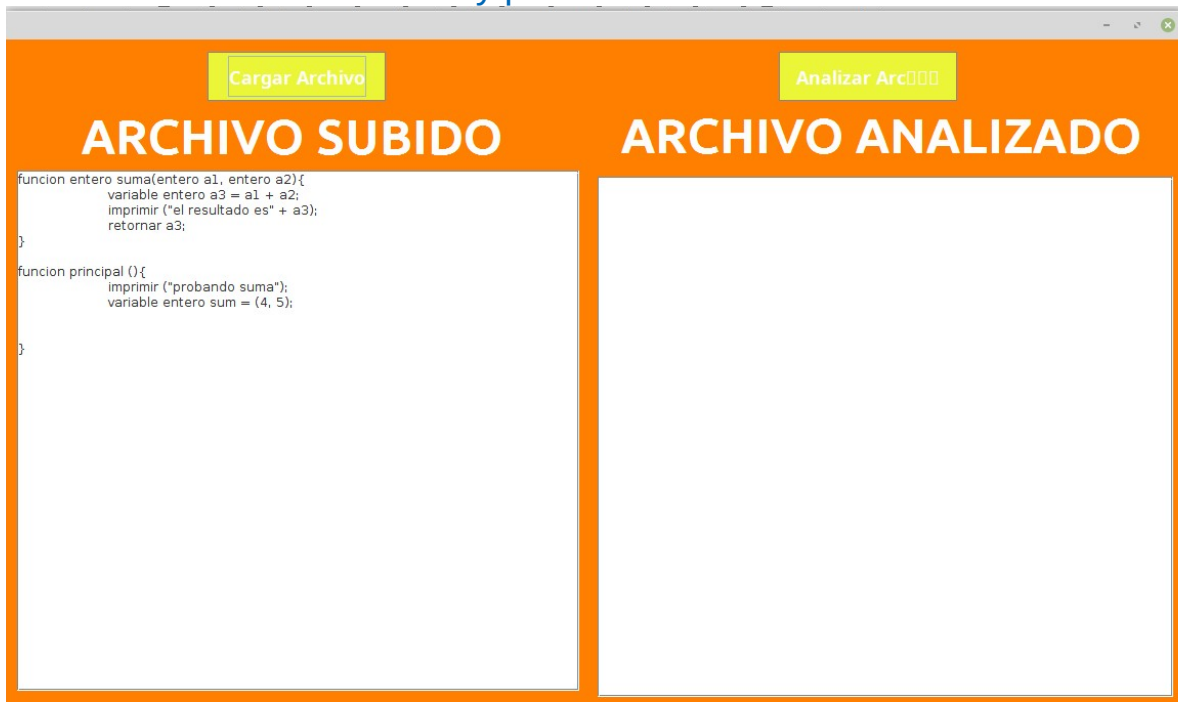 Cargar Archivo
Analizar Arc
ARCHIVO SUBIDO
ARCHIVO ANALIZADO
funcion entero suma(entero a1, entero a2){
variable entero a3 = a1 + a2;
imprimir ("el resultado es" + a3);
retornar a3;
}
funcion principal (){
imprimir ("probando suma");
variable entero sum = (4, 5);
}